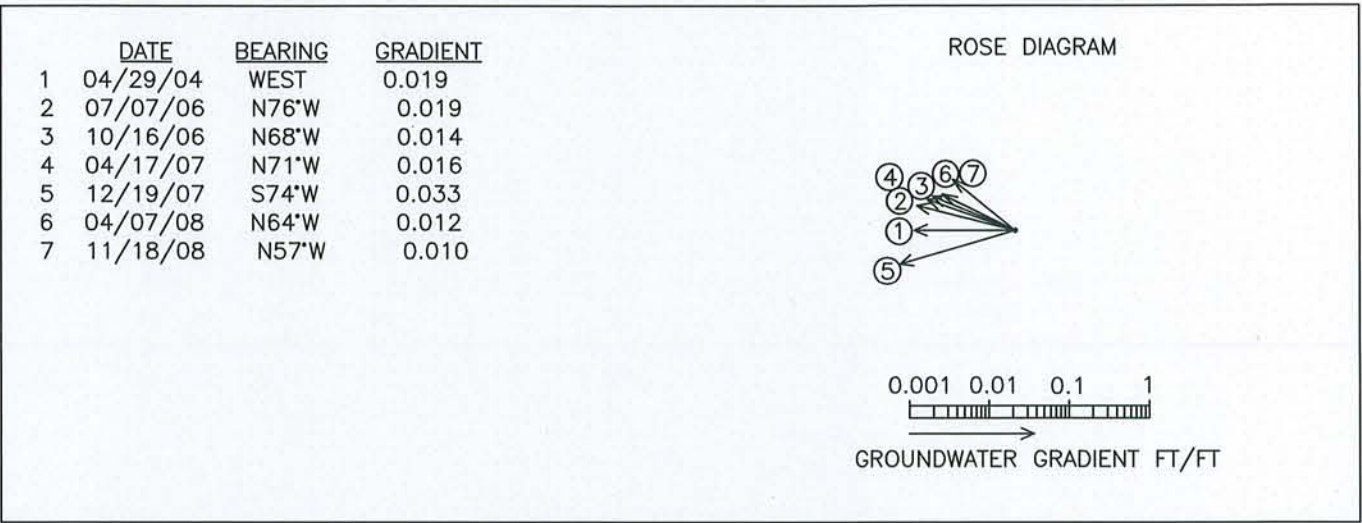 DATE BEARING GRADIENT
1 04/29/04 WEST 0.019
2 07/07/06 N76°W 0.019
3 10/16/06 N68°W 0.014
4 04/17/07 N71°W 0.016
5 12/19/07 S74°W 0.033
6 04/07/08 N64°W 0.012
7 11/18/08 N57°W 0.010
ROSE DIAGRAM
4 3 6 7
2
1
5
0.001 0.01 0.1 1
GROUNDWATER GRADIENT FT/FT